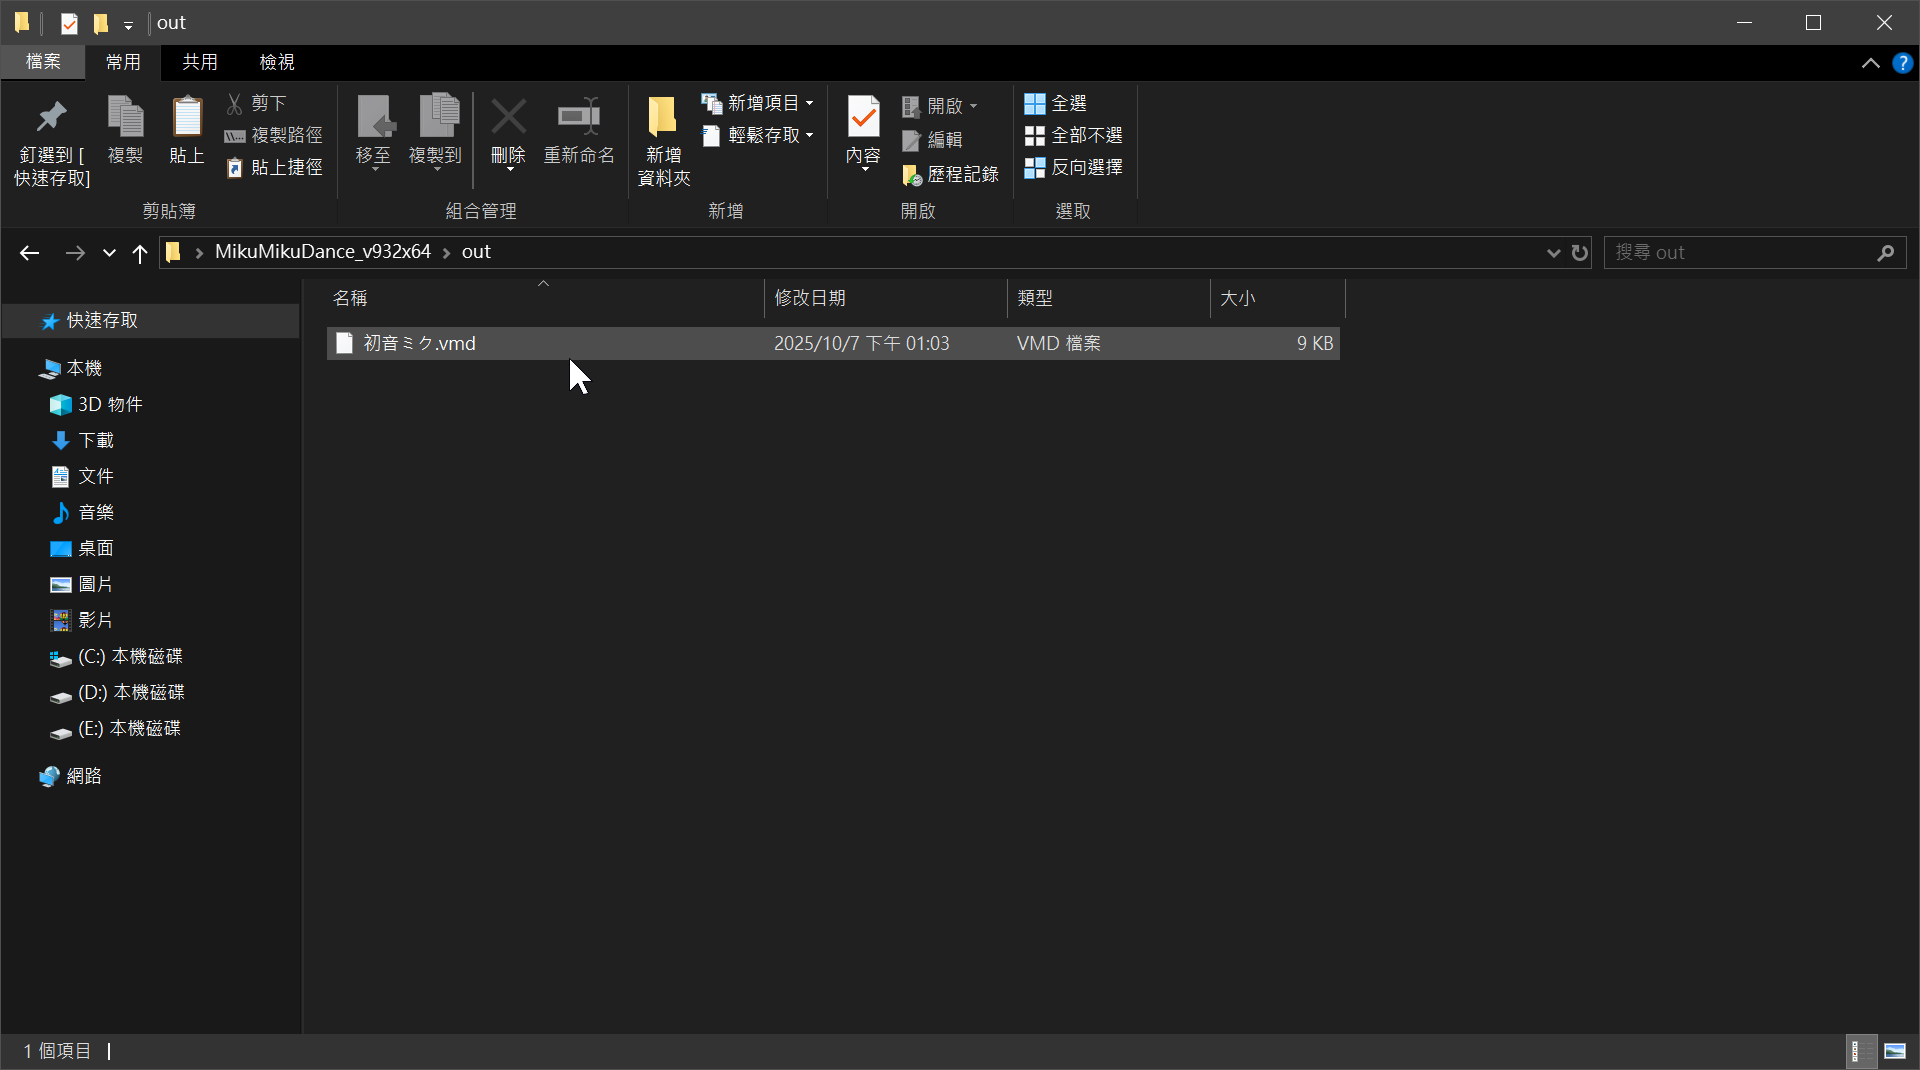 out
檔案
常用
共用
檢視
釘選到 [
快速存取]
複製
貼上
剪下
複製路徑
貼上捷徑
剪貼簿
移至
複製到
刪除
重新命名
組合管理
新增
資料夾
新增項目
輕鬆存取
新增
內容
開啟
編輯
歷程記錄
開啟
全選
全部不選
反向選擇
選取
MikuMikuDance_v932x64
out
搜尋 out
快速存取
本機
3D 物件
下載
文件
音樂
桌面
圖片
影片
(C:) 本機磁碟
(D:) 本機磁碟
(E:) 本機磁碟
網路
名稱
修改日期
類型
大小
初音ミク.vmd
2025/10/7 下午 01:03
VMD 檔案
9 KB
1 個項目